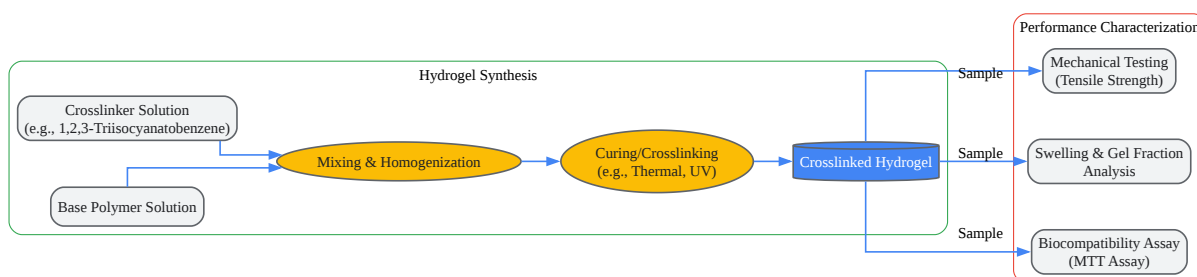 Performance Characterization
Hydrogel Synthesis
Crosslinker Solution
(e.g., 1,2,3-Triisocyanatobenzene)
Base Polymer Solution
Mixing & Homogenization
Curing/Crosslinking
(e.g., Thermal, UV)
Crosslinked Hydrogel
Sample
Mechanical Testing
(Tensile Strength)
Sample
Swelling & Gel Fraction
Analysis
Sample
Biocompatibility Assay
(MTT Assay)